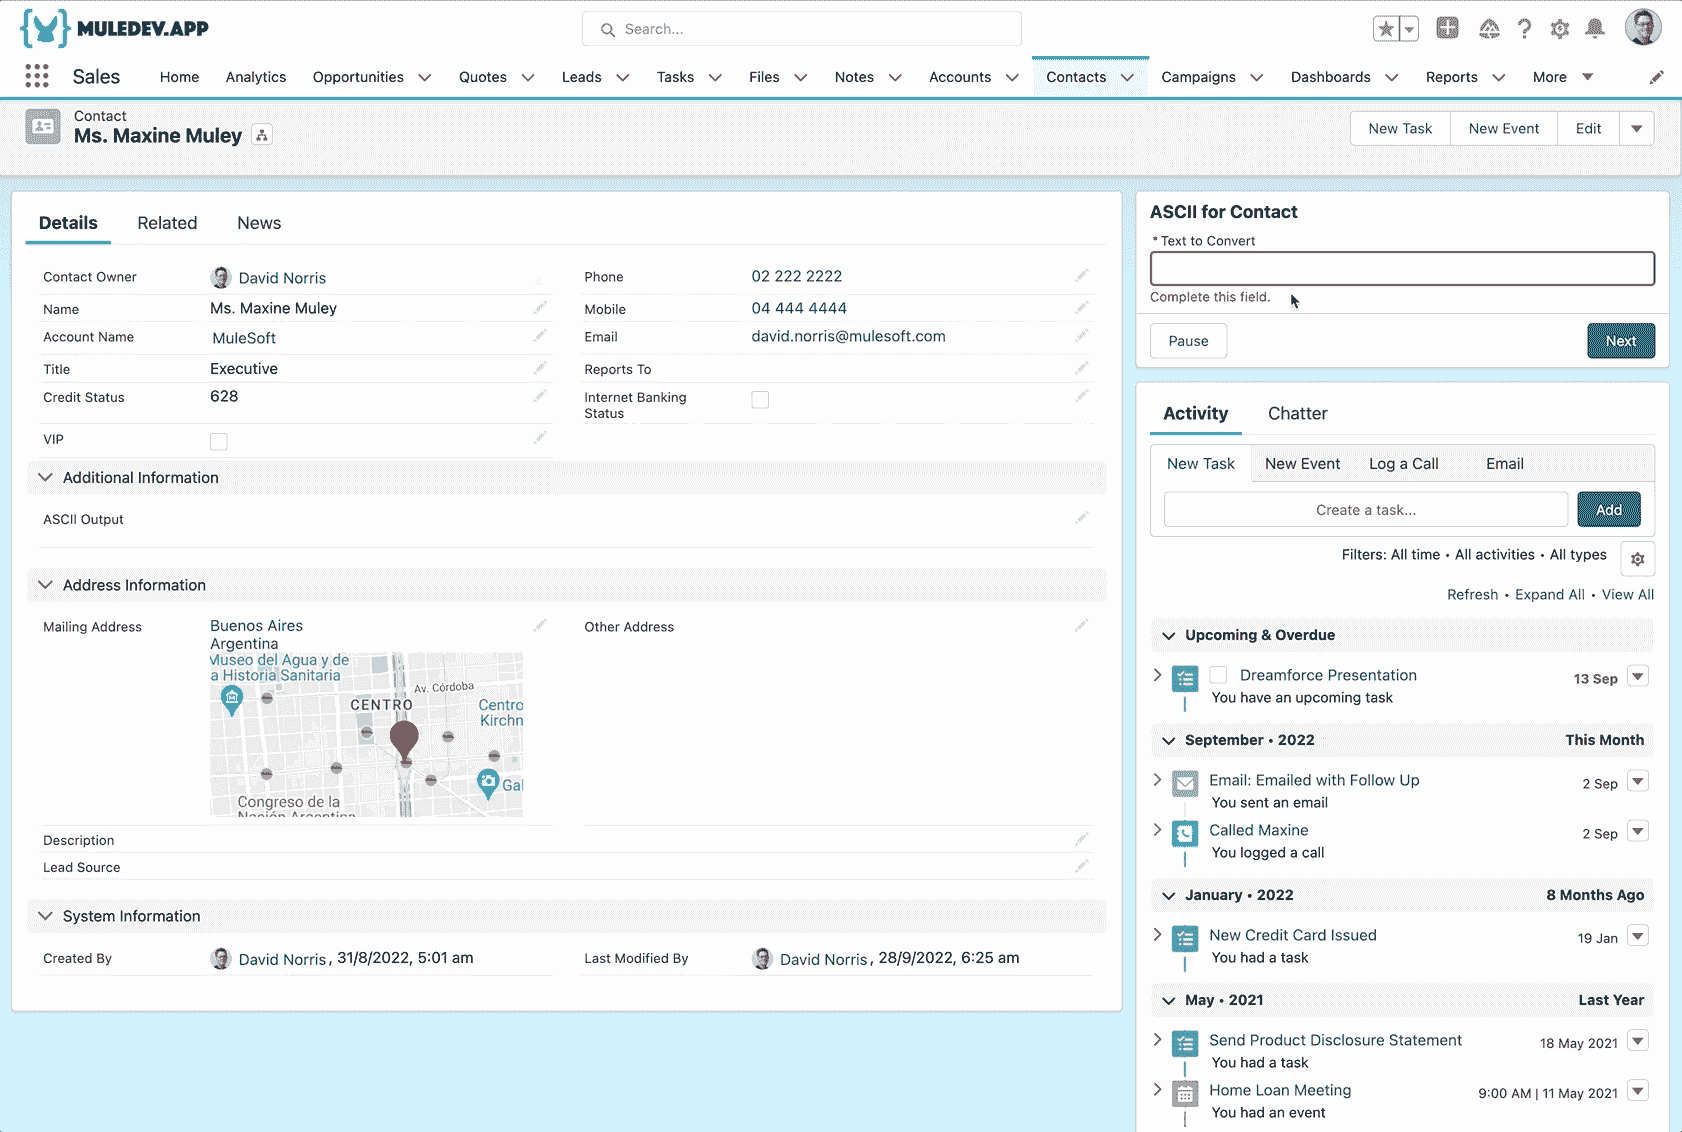 MULEDEV.APP
Search...
Sales
Home
Analytics
Opportunities
Quotes
Leads
Tasks
Files
Notes
Accounts
Contacts
Campaigns
Dashboards
Reports
More
Contact
Ms. Maxine Muley
New Task
New Event
Edit
Details
Related
News
Contact Owner
David Norris
Name
Ms. Maxine Muley
Account Name
MuleSoft
Title
Executive
Credit Status
628
VIP
Phone
02 222 2222
Mobile
04 444 4444
Email
david.norris@mulesoft.com
Reports To
Internet Banking
Status
Additional Information
ASCII Output
Address Information
Mailing Address
Buenos Aires
Argentina
Museo del Agua y de
a Historia Sanitaria
Av. Córdoba
CENTRO
Centro
Kirchn
Gal
Congreso de la
Nación Argentina
Other Address
Description
Lead Source
System Information
Created By
David Norris, 31/8/2022, 5:01 am
Last Modified By
David Norris, 28/9/2022, 6:25 am
ASCII for Contact
* Text to Convert
Complete this field.
Pause
Next
Activity
Chatter
New Task
New Event
Log a Call
Email
Create a task...
Add
Filters: All time • All activities • All types
Refresh • Expand All • View All
Upcoming & Overdue
Dreamforce Presentation
13 Sep
You have an upcoming task
September • 2022
This Month
Email: Emailed with Follow Up
2 Sep
You sent an email
Called Maxine
2 Sep
You logged a call
January • 2022
8 Months Ago
New Credit Card Issued
19 Jan
You had a task
May • 2021
Last Year
Send Product Disclosure Statement
18 May 2021
You had a task
Home Loan Meeting
9:00 AM | 11 May 2021
You had an event